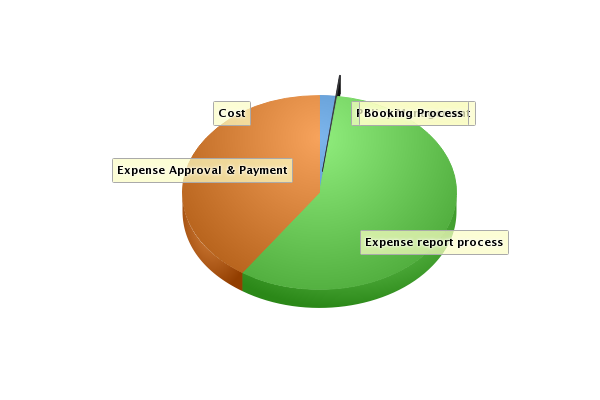 Cost
Booking Process
Expense Approval & Payment
Expense report process